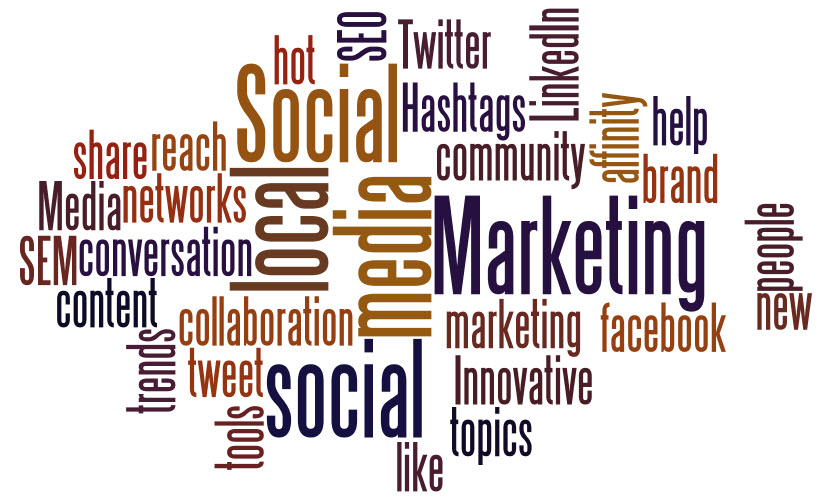 SEO
Twitter
LinkedIn
hot
Social
Hashtags
affinity
help
share
reach
community
brand
Media
networks
local
media
Marketing
people
SEM
conversation
content
collaboration
marketing
facebook
new
trends
tweet
social
Innovative
tools
topics
like